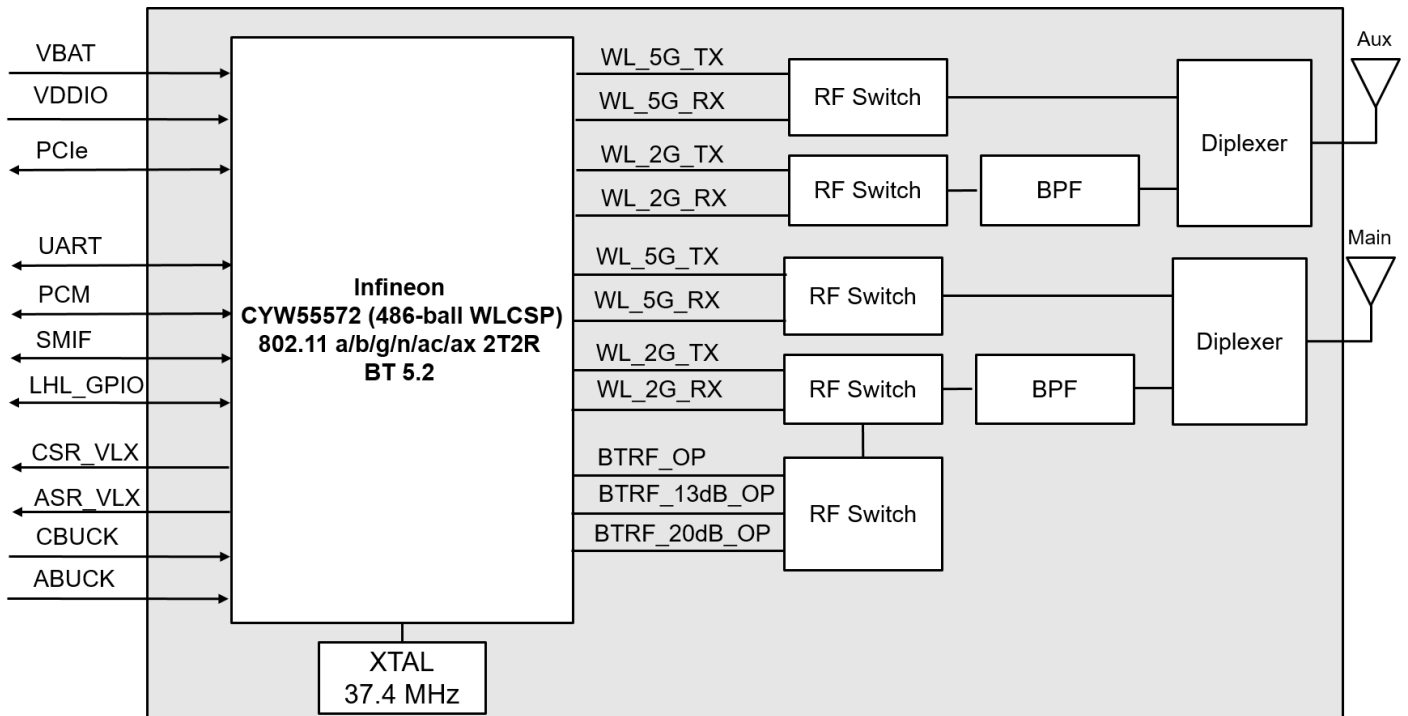 VBAT
VDDIO
PCIe
UART
PCM
SMIF
LHL_GPIO
CSR_VLX
ASR_VLX
CBUCK
ABUCK
Infineon
CYW55572 (486-ball WLCSP)
802.11 a/b/g/n/ac/ax 2T2R
BT 5.2
XTAL
37.4 MHz
WL_5G_TX
WL_5G_RX
WL_2G_TX
WL_2G_RX
WL_5G_TX
WL_5G_RX
WL_2G_TX
WL_2G_RX
BTRF_OP
BTRF_13dB_OP
BTRF_20dB_OP
RF Switch
RF Switch
BPF
Diplexer
Aux
RF Switch
RF Switch
BPF
Diplexer
Main
RF Switch